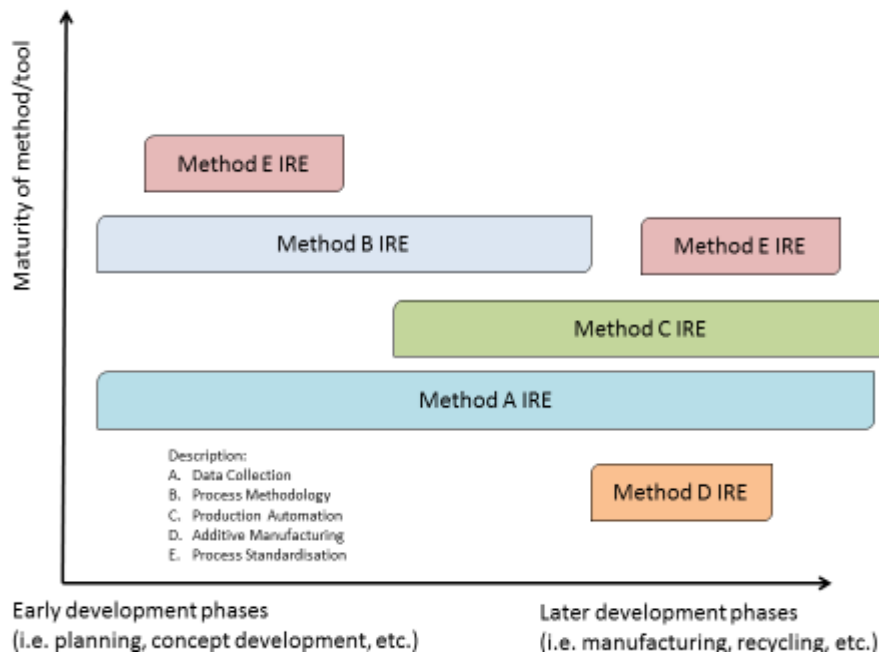 Maturity of method/tool
Method E IRE
Method B IRE
Method E IRE
Method C IRE
Method A IRE
Description:
A. Data Collection
B. Process Methodology
C. Production Automation
D. Additive Manufacturing
E. Process Standardisation
Method D IRE
Early development phases
(i.e. planning, concept development, etc.)
Later development phases
(i.e. manufacturing, recycling, etc.)